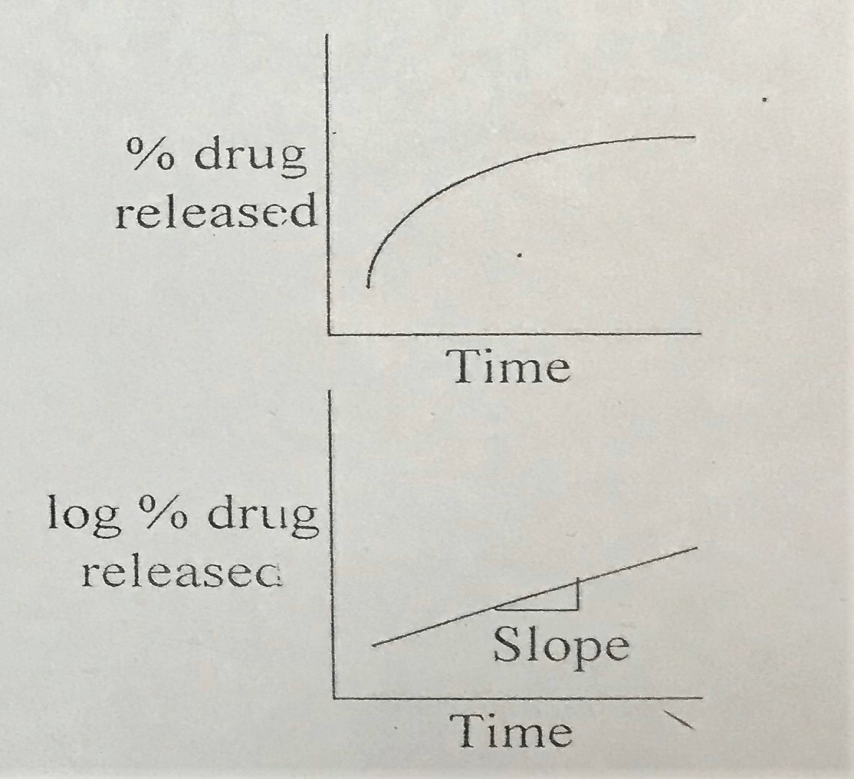 % drug
released
Time
log % drug
released
Slope
Time